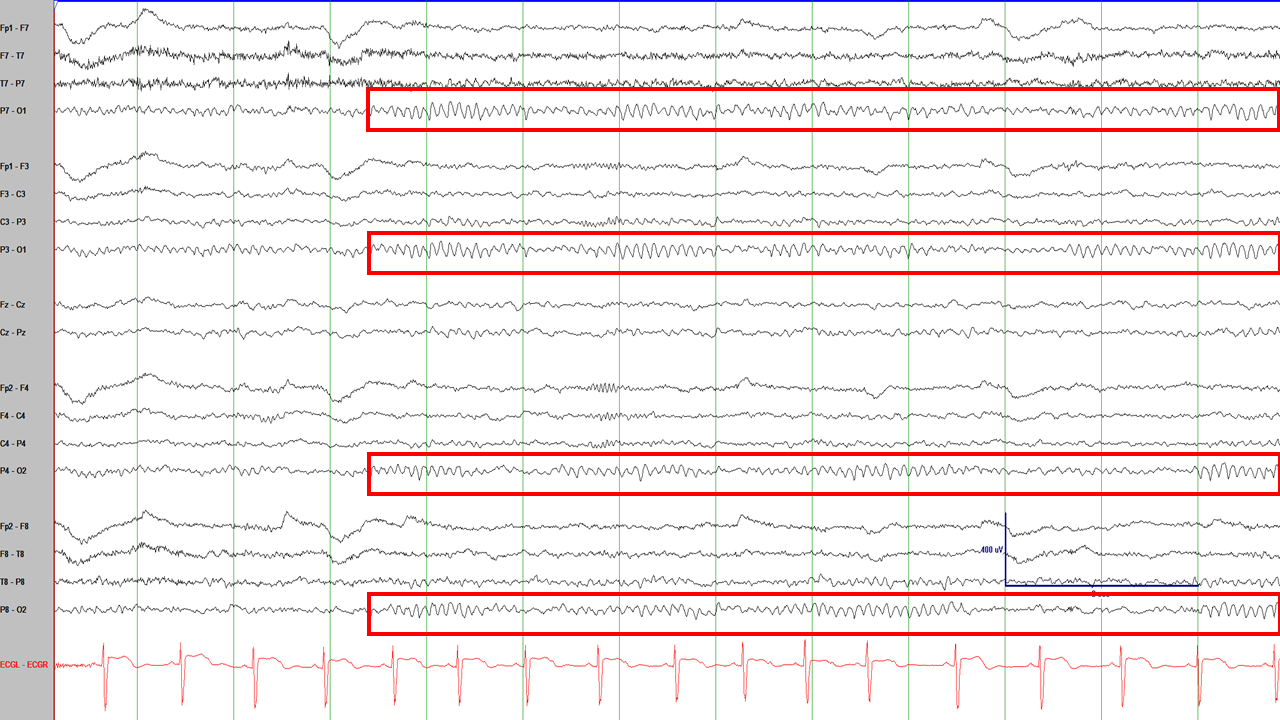 Fp1 - F7
F7 - T7
T7 - P7
P7 - O1
Fp1 - F3
F3 - C3
C3 - P3
P3 - O1
Fz - Cz
Cz - Pz
Fp2 - F4
F4 - C4
C4 - P4
P4 - O2
Fp2 - F8
F8 - T8
400 uV
T8 - P8
P8 - O2
ECGL - ECGR